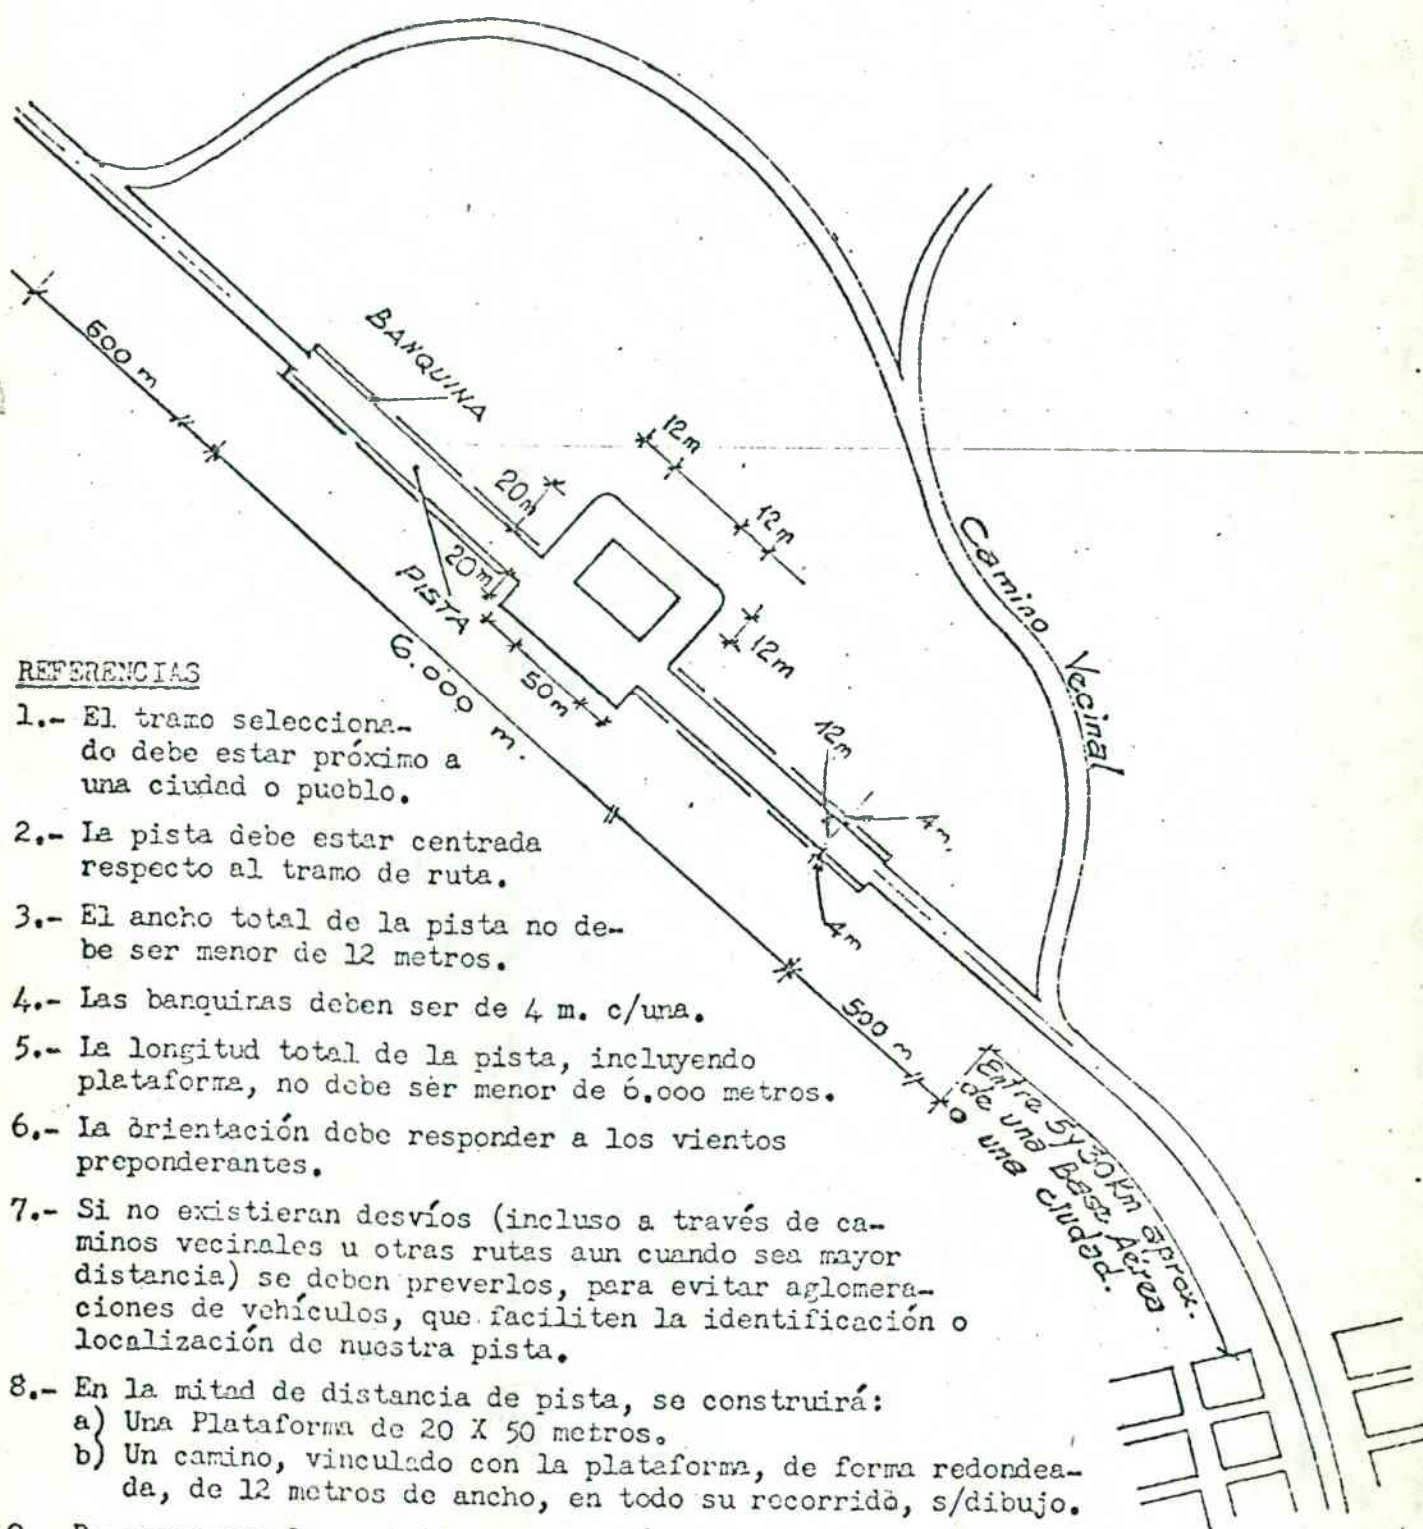 500 m
BANQUINA
12m
12m
20m
20m
PISTA
50m
12m
6.000 m.
Camino Vecinal
12m
4m.
4m
500 m
Entre 5 y 30Km aprox.
de una Base Aérea
o una ciudad.
REFERENCIAS
1.- El tramo selecciona-
do debe estar próximo a
una ciudad o pueblo.
2.- La pista debe estar centrada
respecto al tramo de ruta.
3.- El ancho total de la pista no de-
be ser menor de 12 metros.
4.- Las banquinas deben ser de 4 m. c/una.
5.- La longitud total de la pista, incluyendo
plataforma, no debe ser menor de 6.000 metros.
6.- La orientación debe responder a los vientos
preponderantes.
7.- Si no existieran desvíos (incluso a través de ca-
minos vecinales u otras rutas aun cuando sea mayor
distancia) se deben preverlos, para evitar aglomera-
ciones de vehículos, que faciliten la identificación o
localización de nuestra pista.
8.- En la mitad de distancia de pista, se construirá:
a) Una Plataforma de 20 X 50 metros.
b) Un camino, vinculado con la plataforma, de forma redondea-
da, de 12 metros de ancho, en todo su recorrido, s/dibujo.